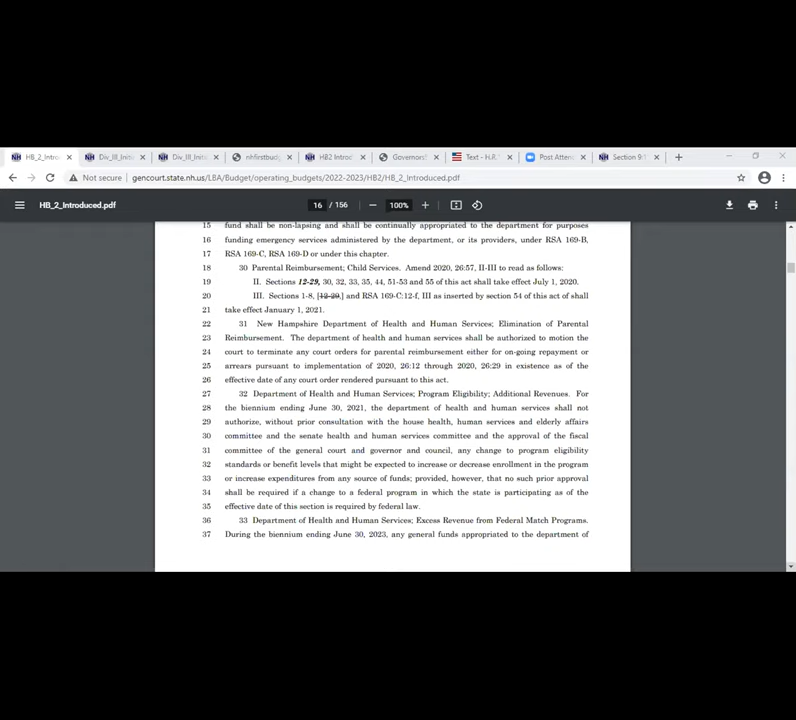 HB_2_Intro
Div_III_Initi
Div_III_Initi
nhfirstbudg
HB2 Introd
Governors'
Text - H.R.
Post Atten
Section 9:1
Not secure | gencourt.state.nh.us/LBA/Budget/operating_budgets/2022-2023/HB2/HB_2_Introduced.pdf
HB_2_Introduced.pdf
16 / 156
100%
15 fund shall be non-lapsing and shall be continually appropriated to the department for purposes
16 funding emergency services administered by the department, or its providers, under RSA 169-B,
17 RSA 169-C, RSA 169-D or under this chapter.
18 30 Parental Reimbursement; Child Services. Amend 2020, 26:57, II-III to read as follows:
19 II. Sections 12-29, 30, 32, 33, 35, 44, 51-53 and 55 of this act shall take effect July 1, 2020.
20 III. Sections 1-8, [12-29,] and RSA 169-C:12-f, III as inserted by section 54 of this act of shall
21 take effect January 1, 2021.
22 31 New Hampshire Department of Health and Human Services; Elimination of Parental
23 Reimbursement. The department of health and human services shall be authorized to motion the
24 court to terminate any court orders for parental reimbursement either for on-going repayment or
25 arrears pursuant to implementation of 2020, 26:12 through 2020, 26:29 in existence as of the
26 effective date of any court order rendered pursuant to this act.
27 32 Department of Health and Human Services; Program Eligibility; Additional Revenues. For
28 the biennium ending June 30, 2021, the department of health and human services shall not
29 authorize, without prior consultation with the house health, human services and elderly affairs
30 committee and the senate health and human services committee and the approval of the fiscal
31 committee of the general court and governor and council, any change to program eligibility
32 standards or benefit levels that might be expected to increase or decrease enrollment in the program
33 or increase expenditures from any source of funds; provided, however, that no such prior approval
34 shall be required if a change to a federal program in which the state is participating as of the
35 effective date of this section is required by federal law.
36 33 Department of Health and Human Services; Excess Revenue from Federal Match Programs.
37 During the biennium ending June 30, 2023, any general funds appropriated to the department of